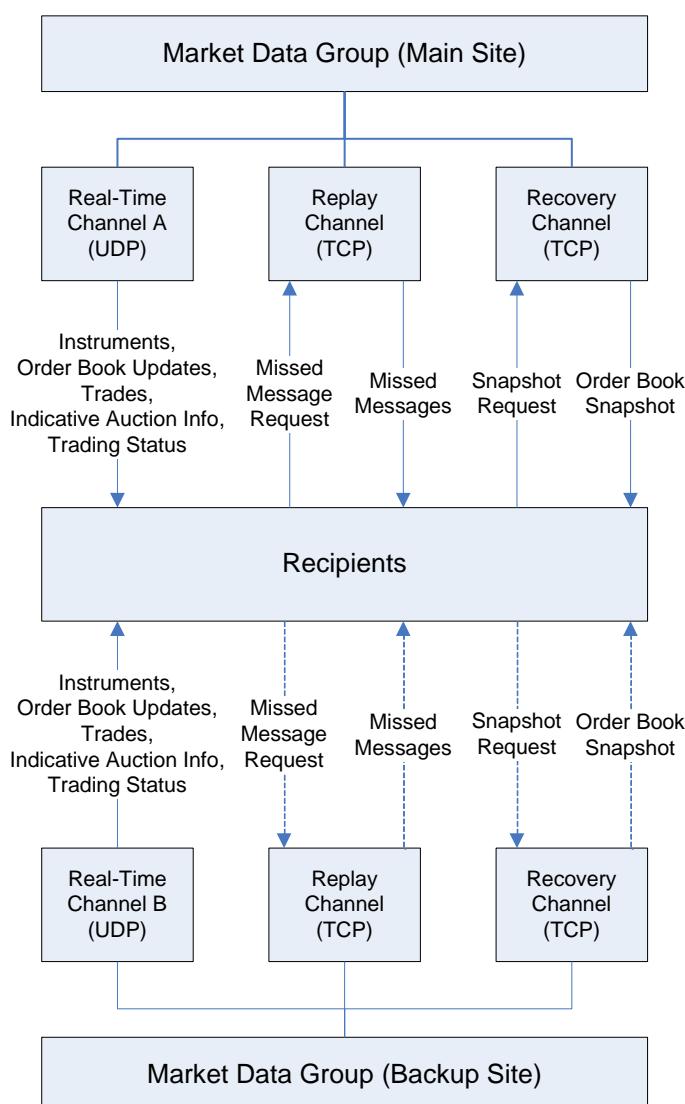 Market Data Group (Main Site)
Real-Time
Channel A
(UDP)
Replay
Channel
(TCP)
Recovery
Channel
(TCP)
Instruments,
Order Book Updates,
Trades,
Indicative Auction Info,
Trading Status
Missed
Message
Request
Missed
Messages
Snapshot
Request
Order Book
Snapshot
Recipients
Instruments,
Order Book Updates,
Trades,
Indicative Auction Info,
Trading Status
Missed
Message
Request
Missed
Messages
Snapshot
Request
Order Book
Snapshot
Real-Time
Channel B
(UDP)
Replay
Channel
(TCP)
Recovery
Channel
(TCP)
Market Data Group (Backup Site)